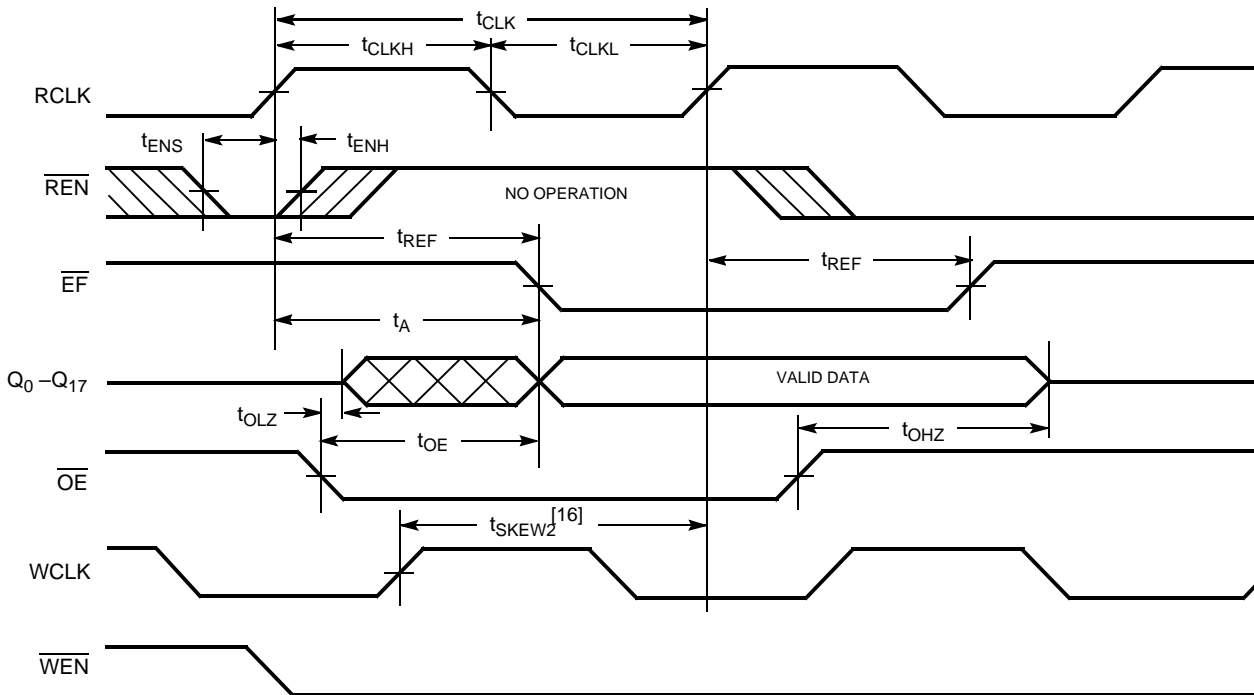 tCLK
tCLKH
tCLKL
RCLK
tENS
tENH
REN
NO OPERATION
tREF
tREF
EF
tA
Q0 –Q17
VALID DATA
tOLZ
tOE
tOHZ
OE
tSKEW2[16]
WCLK
WEN